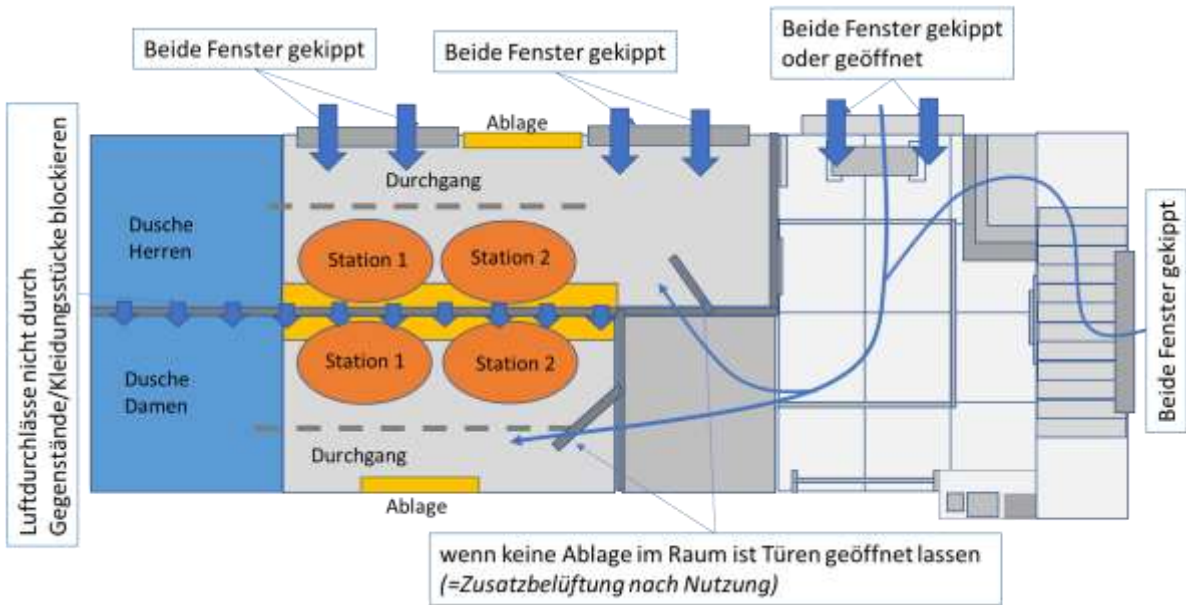 Beide Fenster gekippt
Beide Fenster gekippt
Beide Fenster gekippt
oder geöffnet
Ablage
Durchgang
Dusche
Herren
Station 1
Station 2
Station 1
Station 2
Dusche
Damen
Durchgang
Ablage
Luftdurchlässe nicht durch
Gegenstände/Kleidungsstücke blockieren
Beide Fenster gekippt
wenn keine Ablage im Raum ist Türen geöffnet lassen
(=Zusatzbelüftung nach Nutzung)